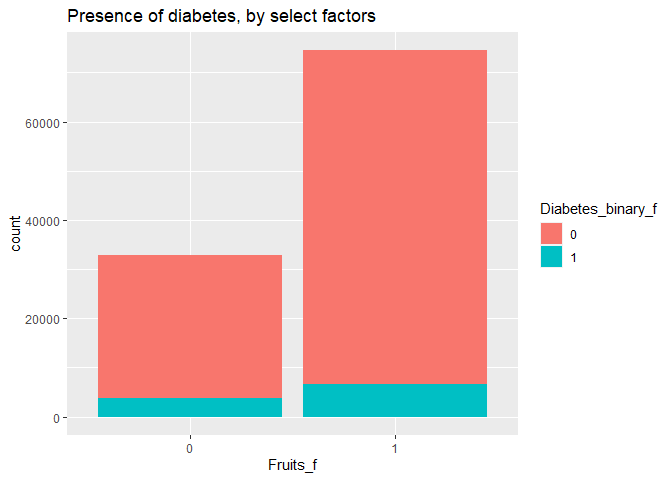 Presence of diabetes, by select factors
60000
40000
20000
0
count
0
1
Fruits_f
Diabetes_binary_f
0
1